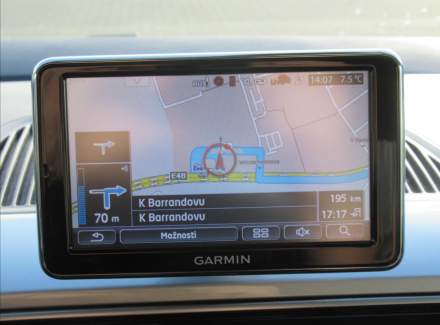 14:07 7.5°C
E48
K Barrandovu
195 km
70 m
K Barrandovu
17:17
Možnosti
GARMIN